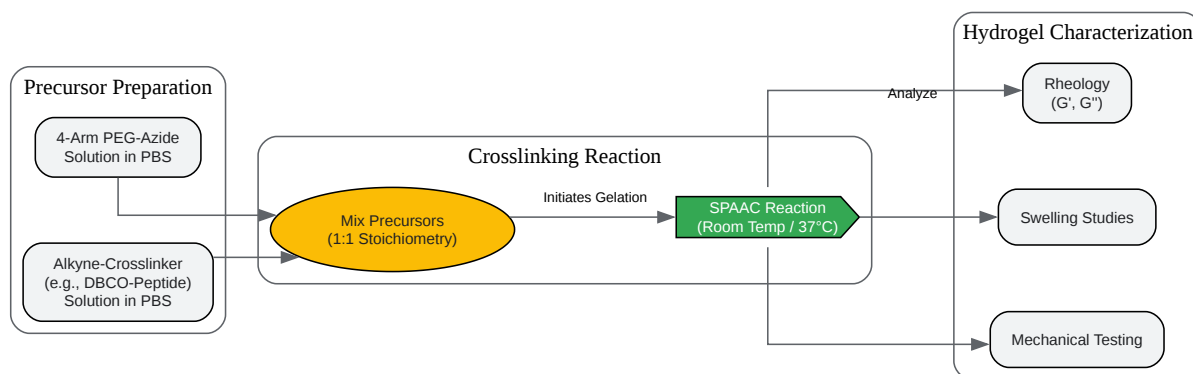 Precursor Preparation
4-Arm PEG-Azide
Solution in PBS
Alkyne-Crosslinker
(e.g., DBCO-Peptide)
Solution in PBS
Crosslinking Reaction
Mix Precursors
(1:1 Stoichiometry)
Initiates Gelation
SPAAC Reaction
(Room Temp / 37°C)
Analyze
Hydrogel Characterization
Rheology
(G', G'')
Swelling Studies
Mechanical Testing